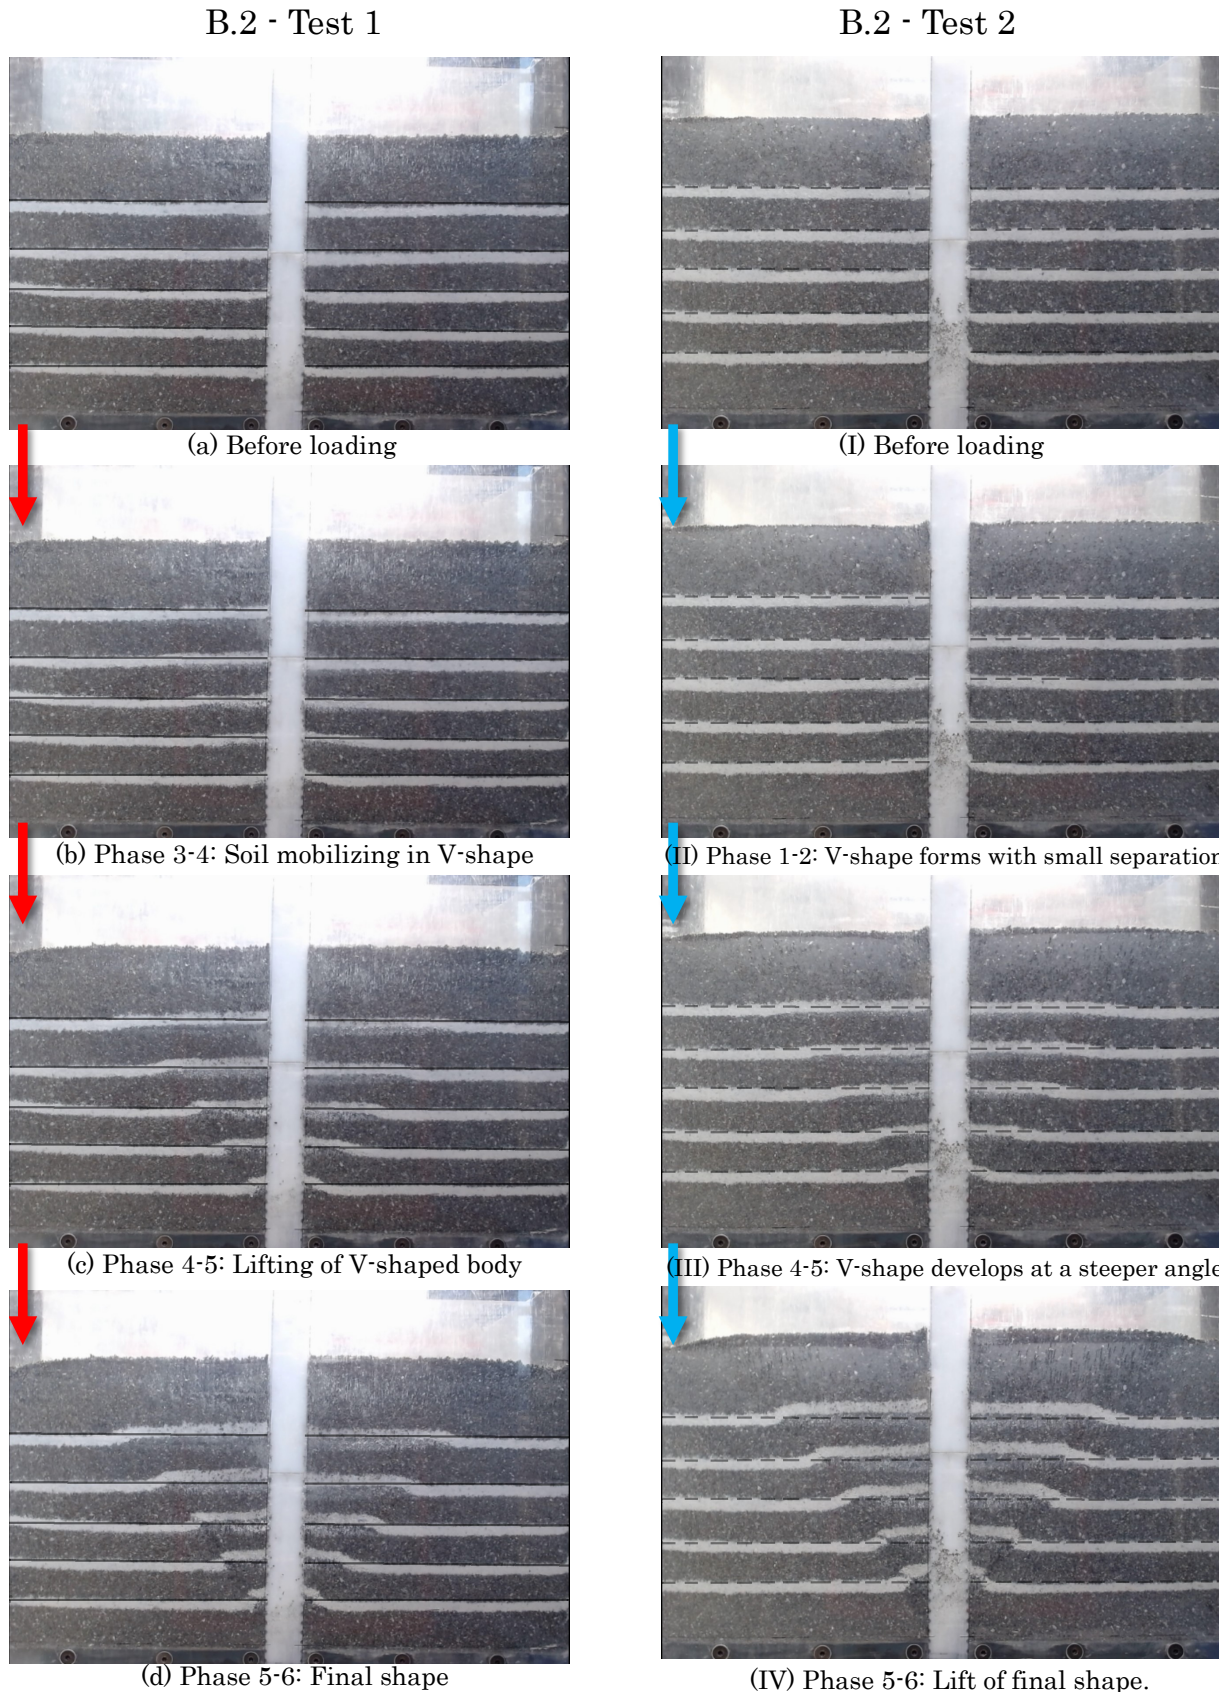 B.2 - Test 1
B.2 - Test 2
(a) Before loading
(I) Before loading
(b) Phase 3-4: Soil mobilizing in V-shape
(II) Phase 1-2: V-shape forms with small separation
(c) Phase 4-5: Lifting of V-shaped body
(III) Phase 4-5: V-shape develops at a steeper angle
(d) Phase 5-6: Final shape
(IV) Phase 5-6: Lift of final shape.